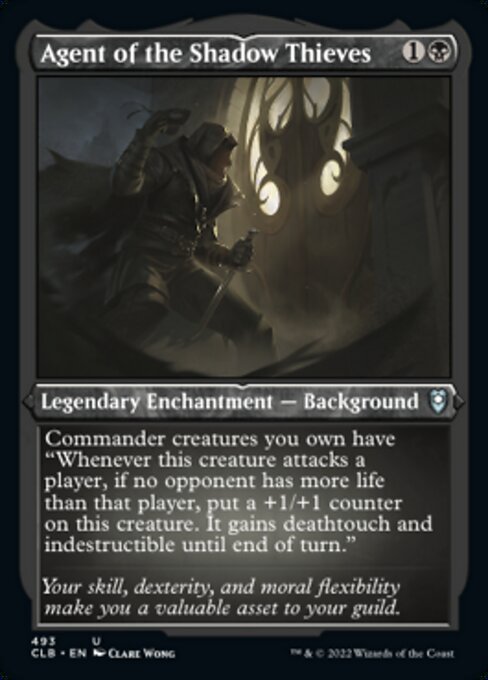 Agent of the Shadow Thieves 1
Legendary Enchantment — Background
Commander creatures you own have
“Whenever this creature attacks a
player, if no opponent has more life
than that player, put a +1/+1 counter
on this creature. It gains deathtouch and
indestructible until end of turn.”
Your skill, dexterity, and moral flexibility
make you a valuable asset to your guild.
493 U
CLB • EN Clare Wong
™ & © 2022 Wizards of the Coast